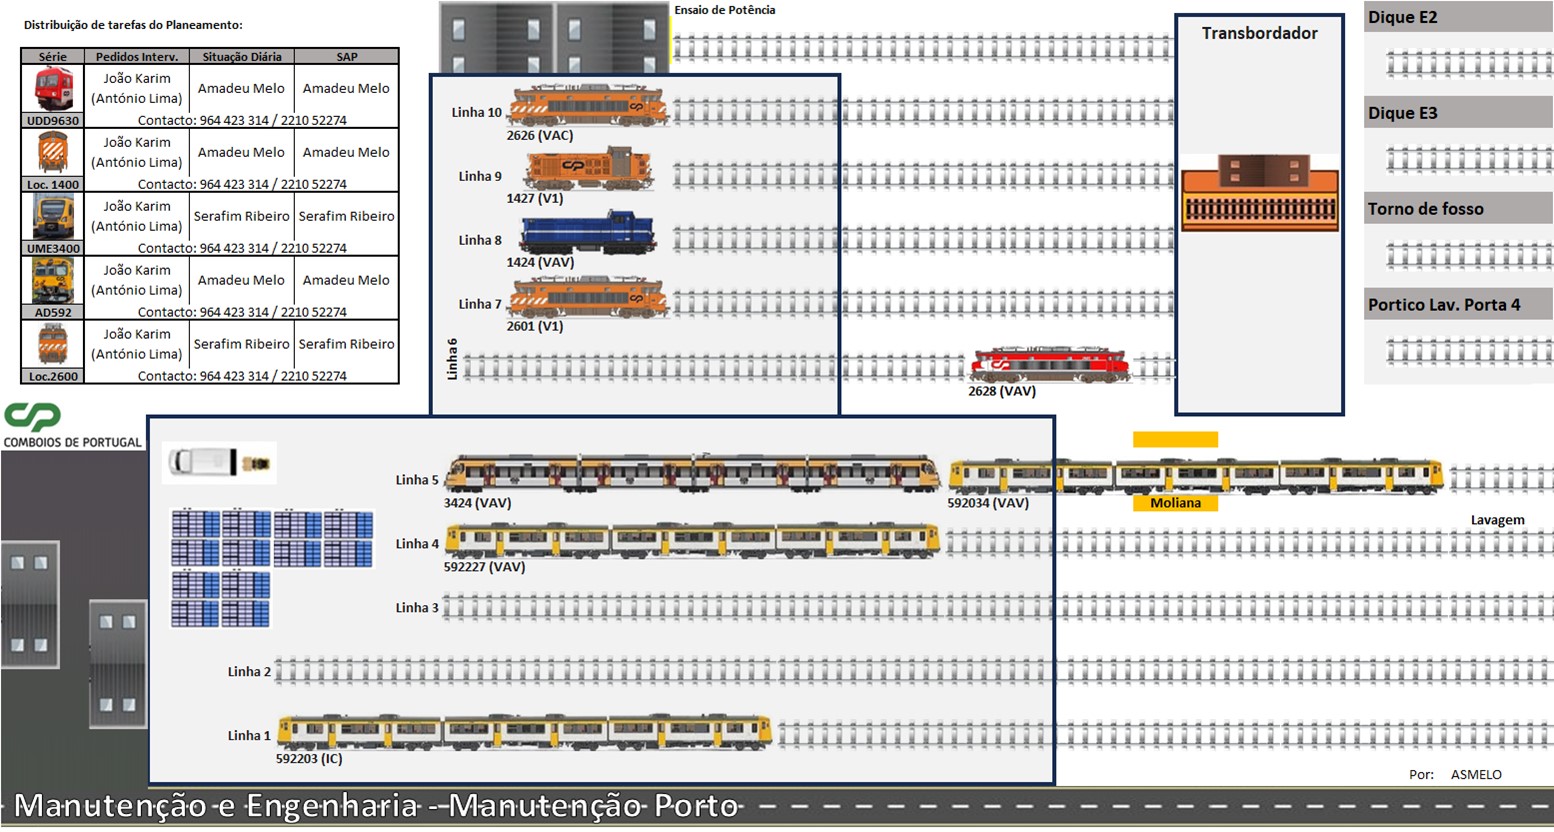 Distribuição de tarefas do Planeamento:
Série Pedidos Interv. Situação Diária SAP
João Karim
(António Lima) Amadeu Melo Amadeu Melo
UDD9630 Contacto: 964 423 314 / 2210 52274
João Karim
(António Lima) Amadeu Melo Amadeu Melo
Loc. 1400 Contacto: 964 423 314 / 2210 52274
João Karim
(António Lima) Serafim Ribeiro Serafim Ribeiro
UME3400 Contacto: 964 423 314 / 2210 52274
João Karim
(António Lima) Amadeu Melo Amadeu Melo
AD592 Contacto: 964 423 314 / 2210 52274
João Karim
(António Lima) Serafim Ribeiro Serafim Ribeiro
Loc.2600 Contacto: 964 423 314 / 2210 52274
CP
COMBOIOS DE PORTUGAL
Ensaio de Potência
Linha 10
2626 (VAC)
Linha 9
1427 (V1)
Linha 8
1424 (VAV)
Linha 7
2601 (V1)
Linha 6
2628 (VAV)
Transbordador
Dique E2
Dique E3
Torno de fosso
Portico Lav. Porta 4
Linha 5
3424 (VAV)
592034 (VAV)
Moliana
Lavagem
Linha 4
592227 (VAV)
Linha 3
Linha 2
Linha 1
592203 (IC)
Por: ASMELO
Manutenção e Engenharia - Manutenção Porto